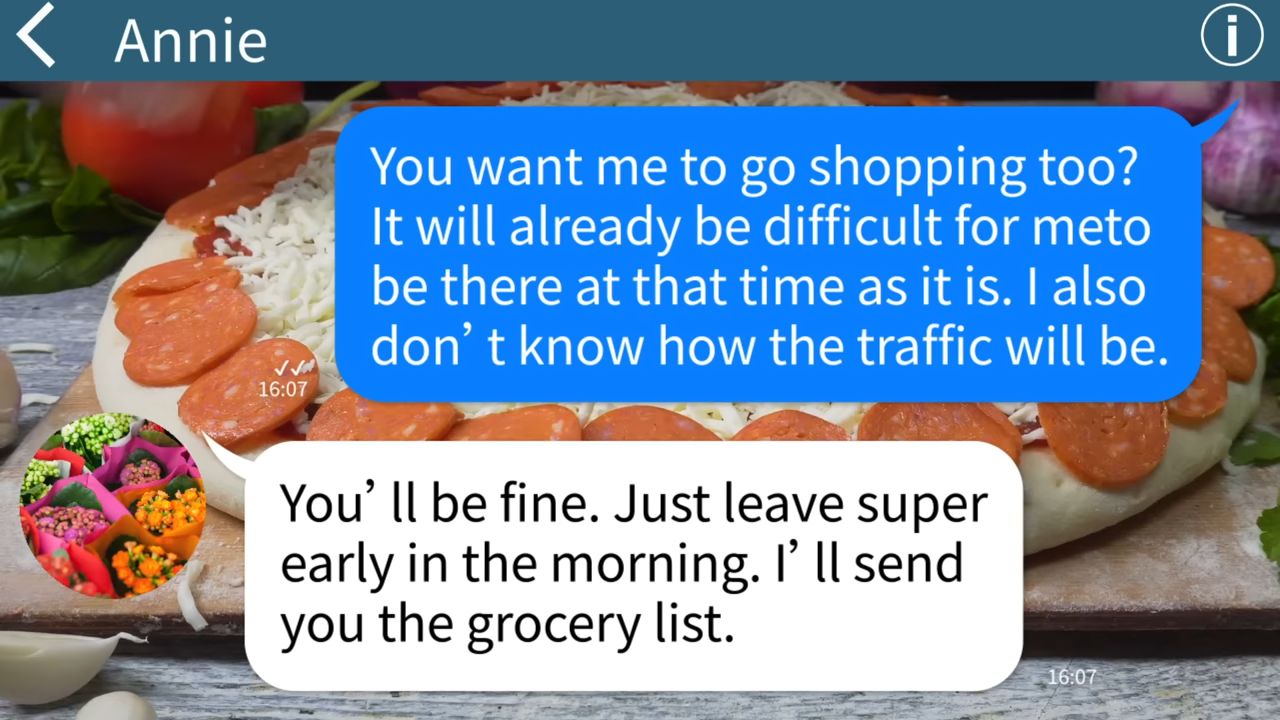 Annie
You want me to go shopping too?
It will already be difficult for meto
be there at that time as it is. I also
don’ t know how the traffic will be.
16:07
You’ ll be fine. Just leave super
early in the morning. I’ ll send
you the grocery list.
16:07